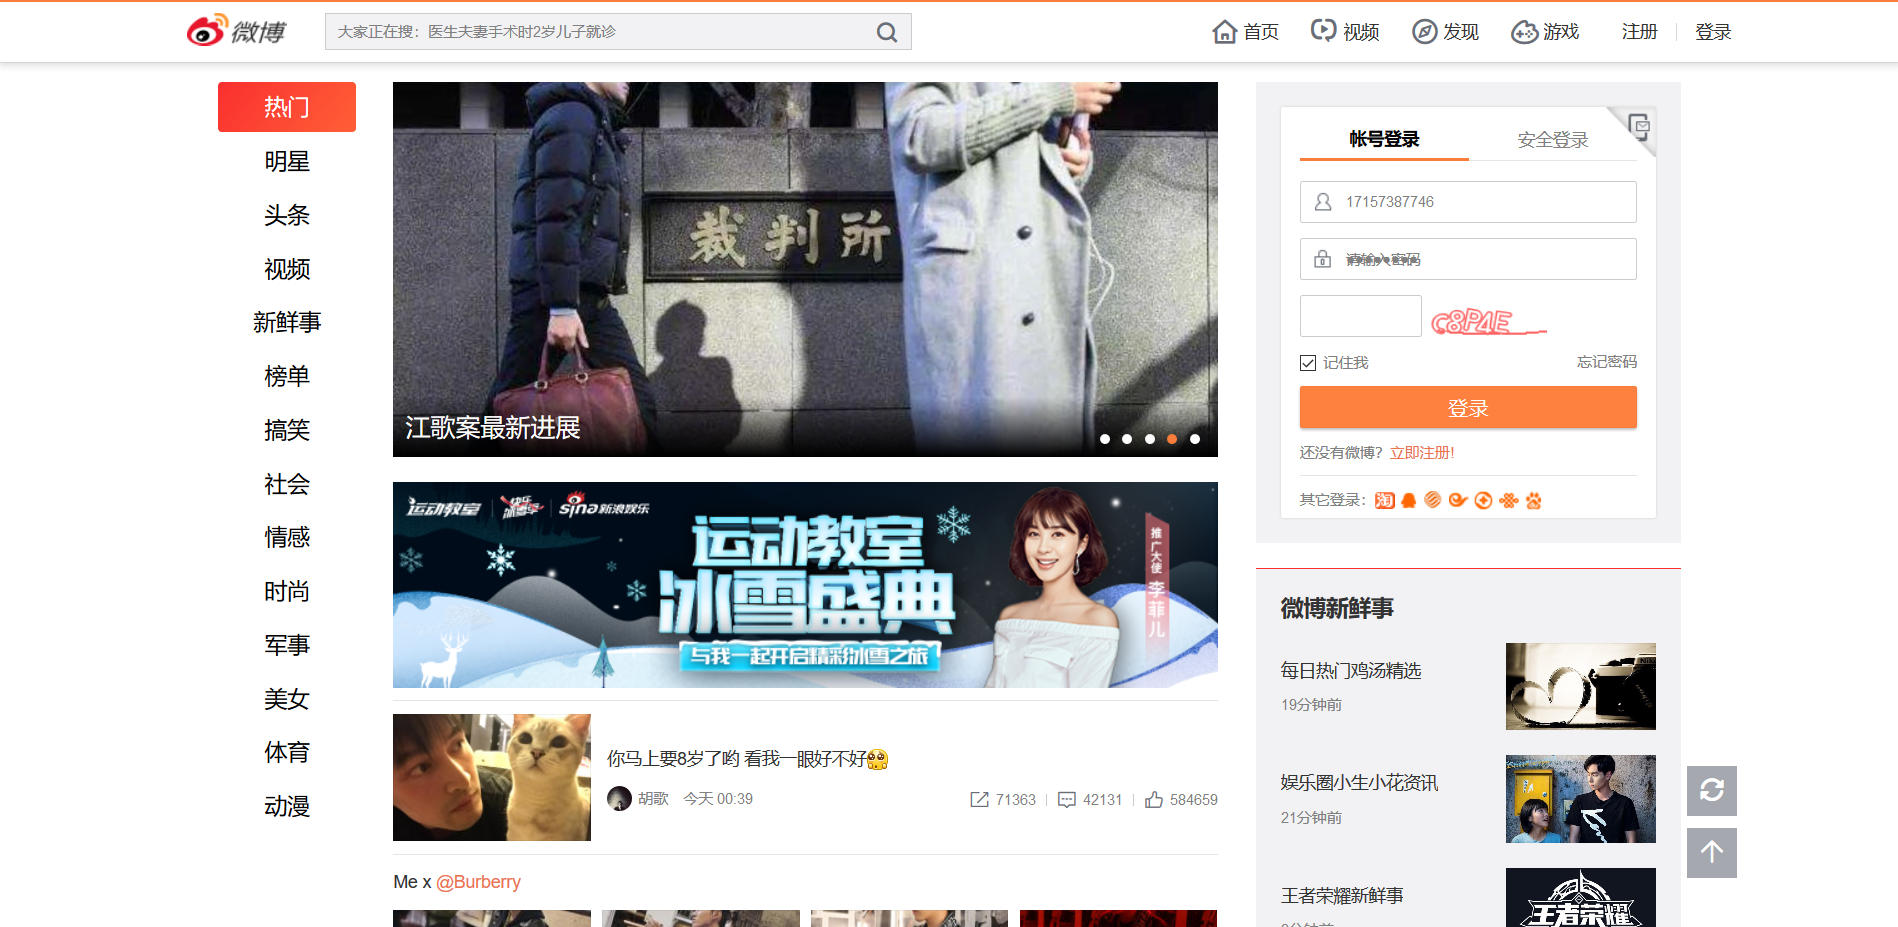 微博
大家正在搜：医生夫妻手术时2岁儿子就诊
首页
视频
发现
游戏
注册
登录
热门
明星
头条
视频
新鲜事
榜单
搞笑
社会
情感
时尚
军事
美女
体育
动漫
裁判所
江歌案最新进展
运动教室
快乐冰雪季
sina新浪娱乐
运动教室
冰雪盛典
与我一起开启精彩冰雪之旅
推广大使
李菲儿
你马上要8岁了哟 看我一眼好不好
胡歌 今天 00:39
71363
42131
584659
Me x @Burberry
帐号登录
安全登录
17157387746
请输入密码
C8P4E
记住我
忘记密码
登录
还没有微博？立即注册!
其它登录：
淘
微博新鲜事
每日热门鸡汤精选
19分钟前
Nikon
娱乐圈小生小花资讯
21分钟前
王者荣耀新鲜事
王者荣耀